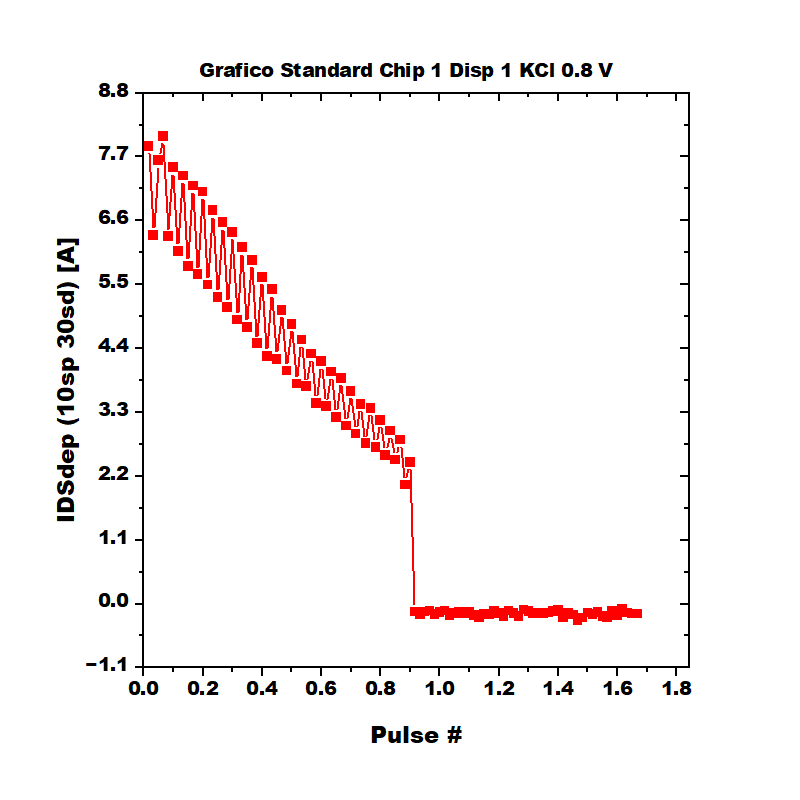 Grafico Standard Chip 1 Disp 1 KCl 0.8 V
8.8
7.7
6.6
5.5
4.4
3.3
2.2
1.1
0.0
−1.1
IDSdep (10sp 30sd) [A]
0.0 0.2 0.4 0.6 0.8 1.0 1.2 1.4 1.6 1.8
Pulse #